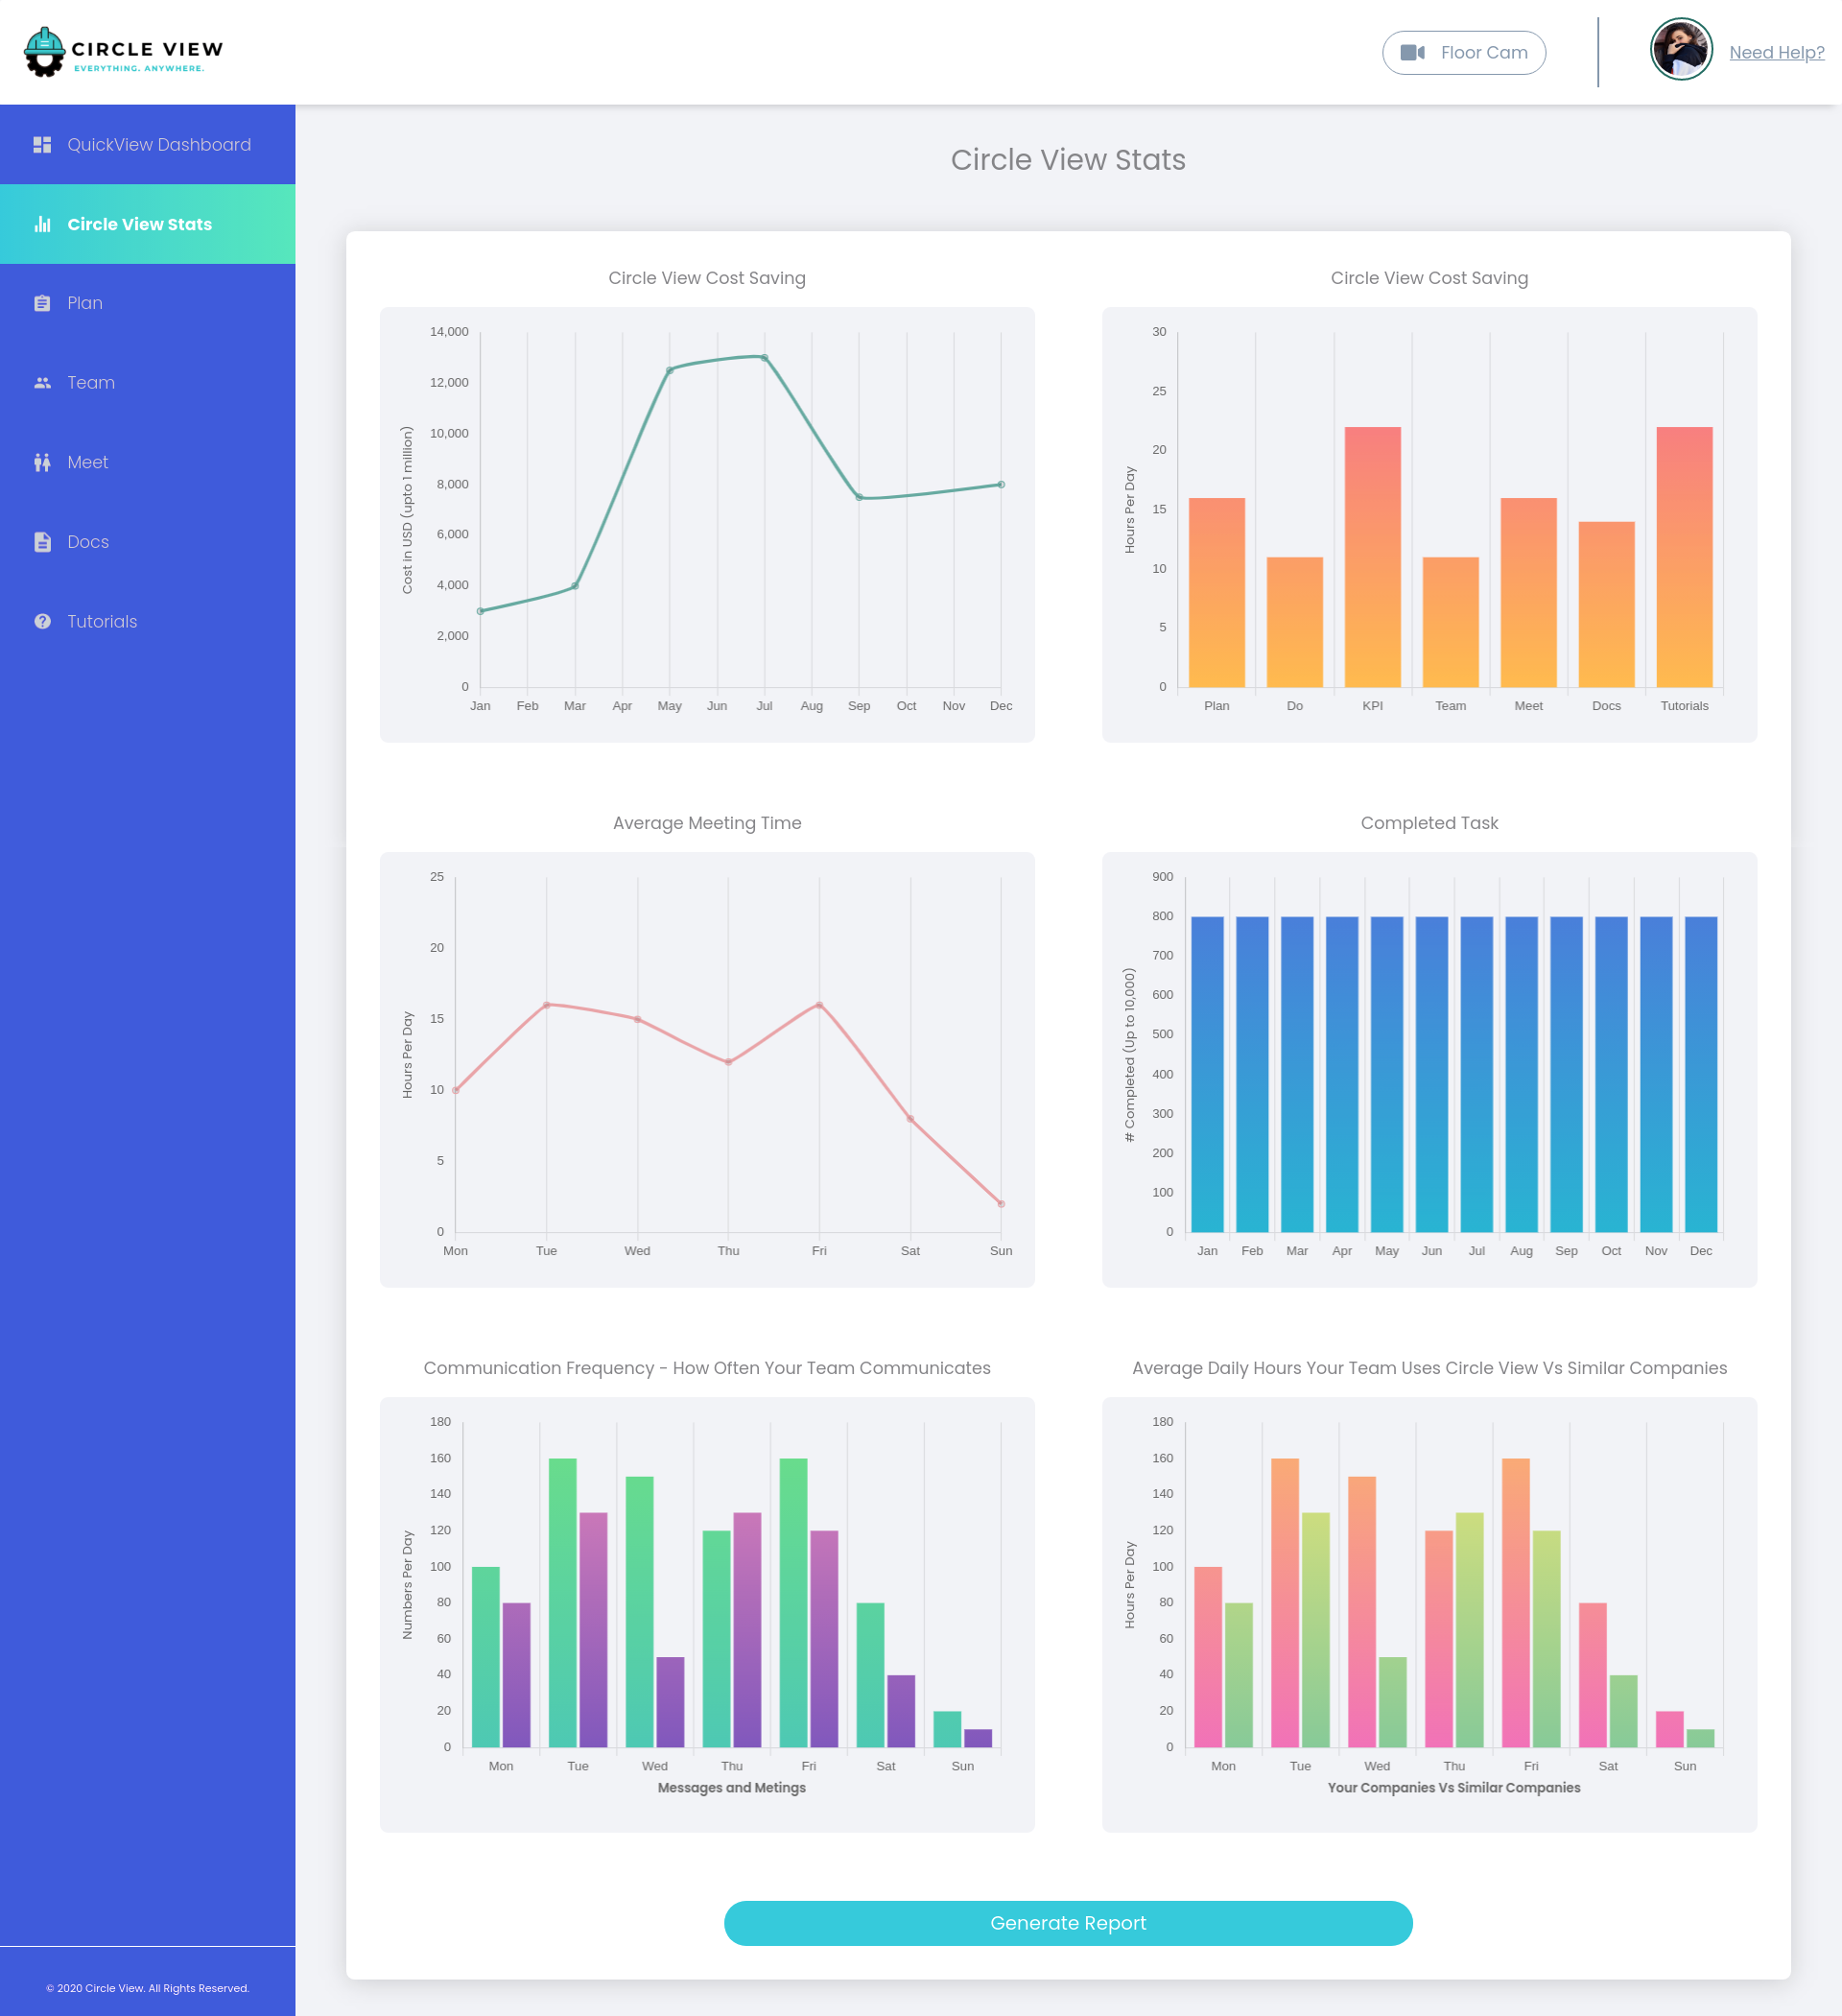 CIRCLE VIEW
EVERYTHING. ANYWHERE.
Floor Cam
Need Help?
QuickView Dashboard
Circle View Stats
Plan
Team
Meet
Docs
Tutorials
© 2020 Circle View. All Rights Reserved.
Circle View Stats
Circle View Cost Saving
Cost in USD (upto 1 million)
14,000
12,000
10,000
8,000
6,000
4,000
2,000
0
Jan Feb Mar Apr May Jun Jul Aug Sep Oct Nov Dec
Circle View Cost Saving
Hours Per Day
30
25
20
15
10
5
0
Plan Do KPI Team Meet Docs Tutorials
Average Meeting Time
Hours Per Day
25
20
15
10
5
0
Mon Tue Wed Thu Fri Sat Sun
Completed Task
# Completed (Up to 10,000)
900
800
700
600
500
400
300
200
100
0
Jan Feb Mar Apr May Jun Jul Aug Sep Oct Nov Dec
Communication Frequency - How Often Your Team Communicates
Numbers Per Day
180
160
140
120
100
80
60
40
20
0
Mon Tue Wed Thu Fri Sat Sun
Messages and Metings
Average Daily Hours Your Team Uses Circle View Vs Similar Companies
Hours Per Day
180
160
140
120
100
80
60
40
20
0
Mon Tue Wed Thu Fri Sat Sun
Your Companies Vs Similar Companies
Generate Report